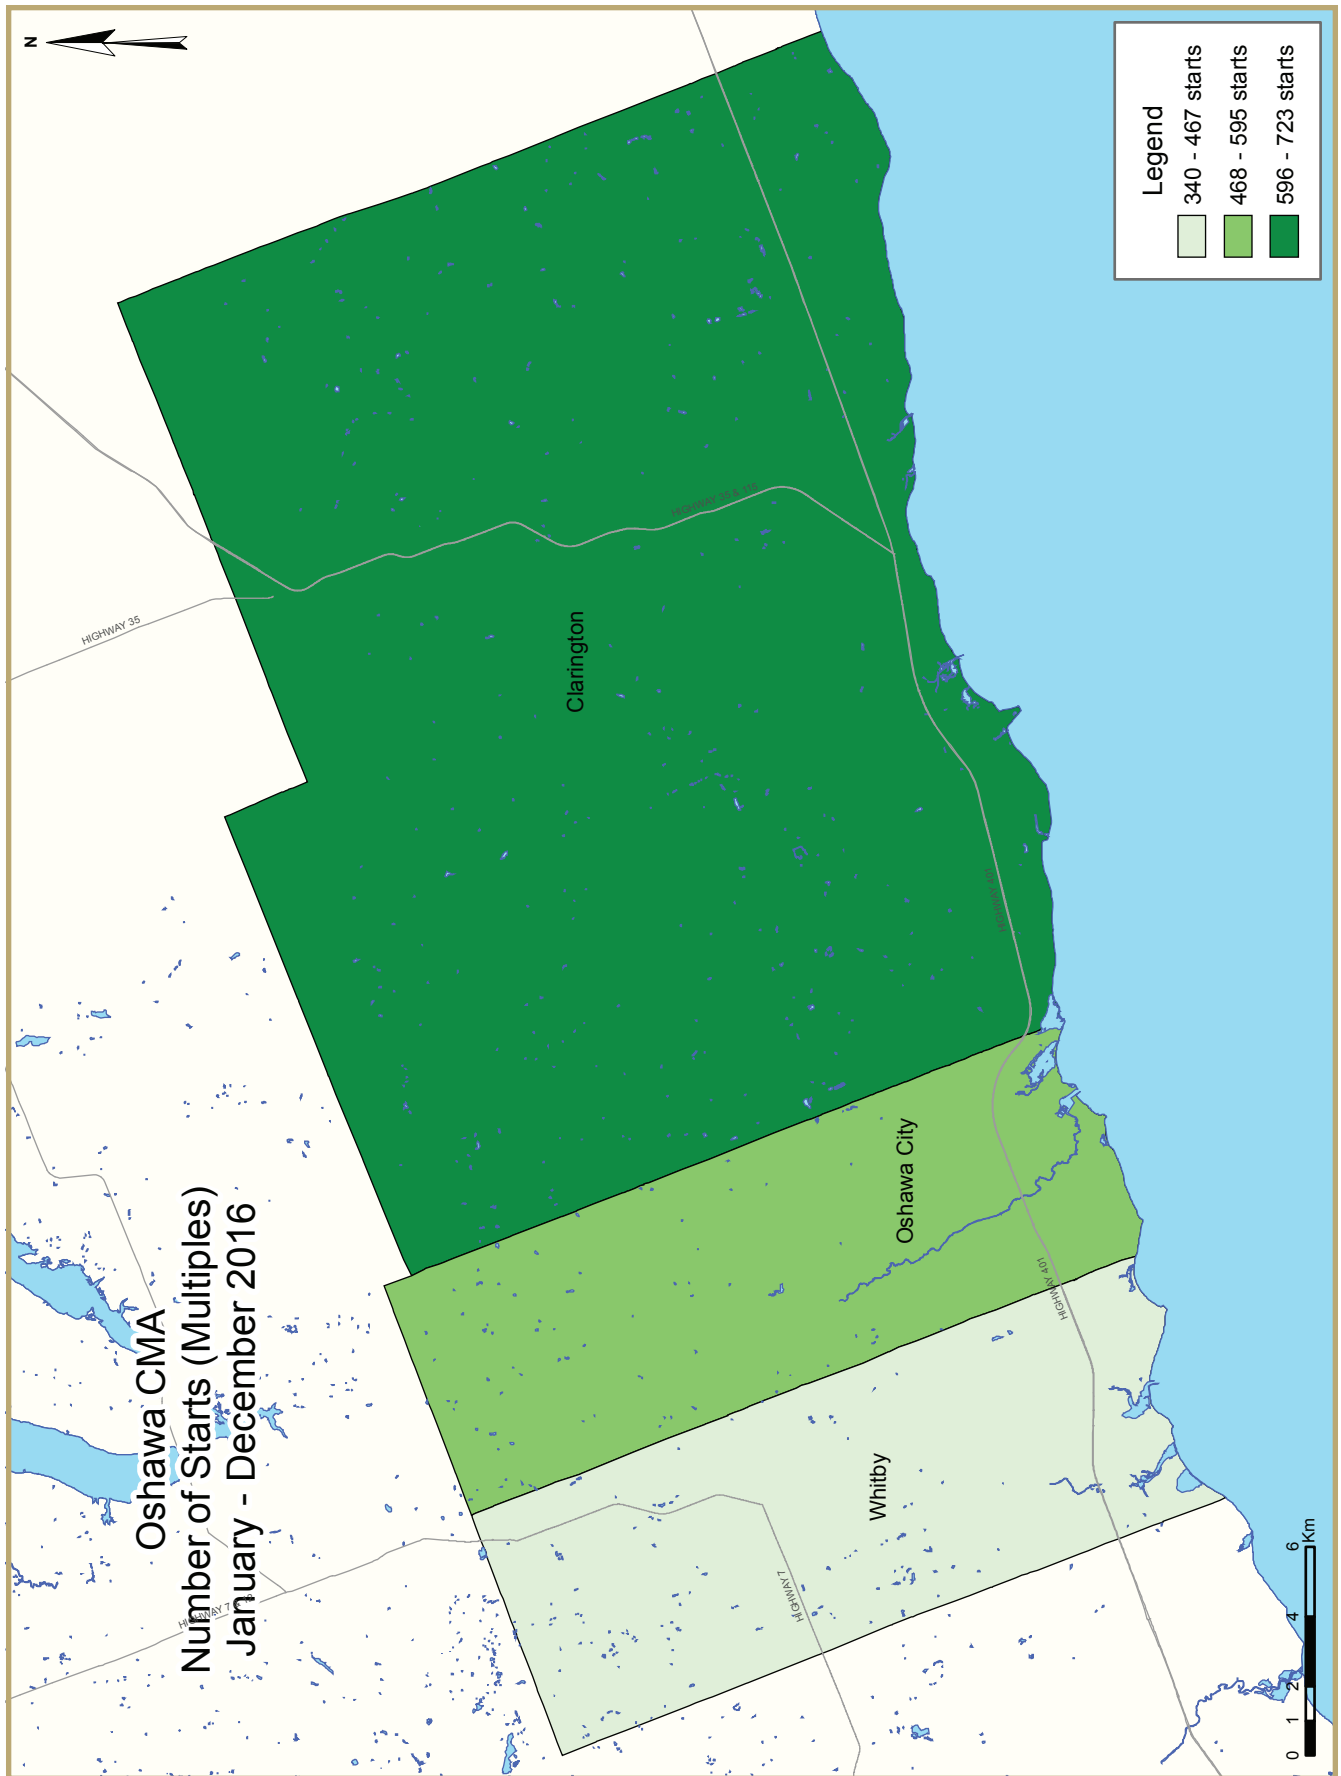 Oshawa CMA
Number of Starts (Multiples)
January - December 2016
N
HIGHWAY 35
HIGHWAY 35 & 115
Clarington
HIGHWAY 401
Oshawa City
HIGHWAY 401
Whitby
HIGHWAY 7
Legend
340 - 467 starts
468 - 595 starts
596 - 723 starts
0 1 2 4 6
Km